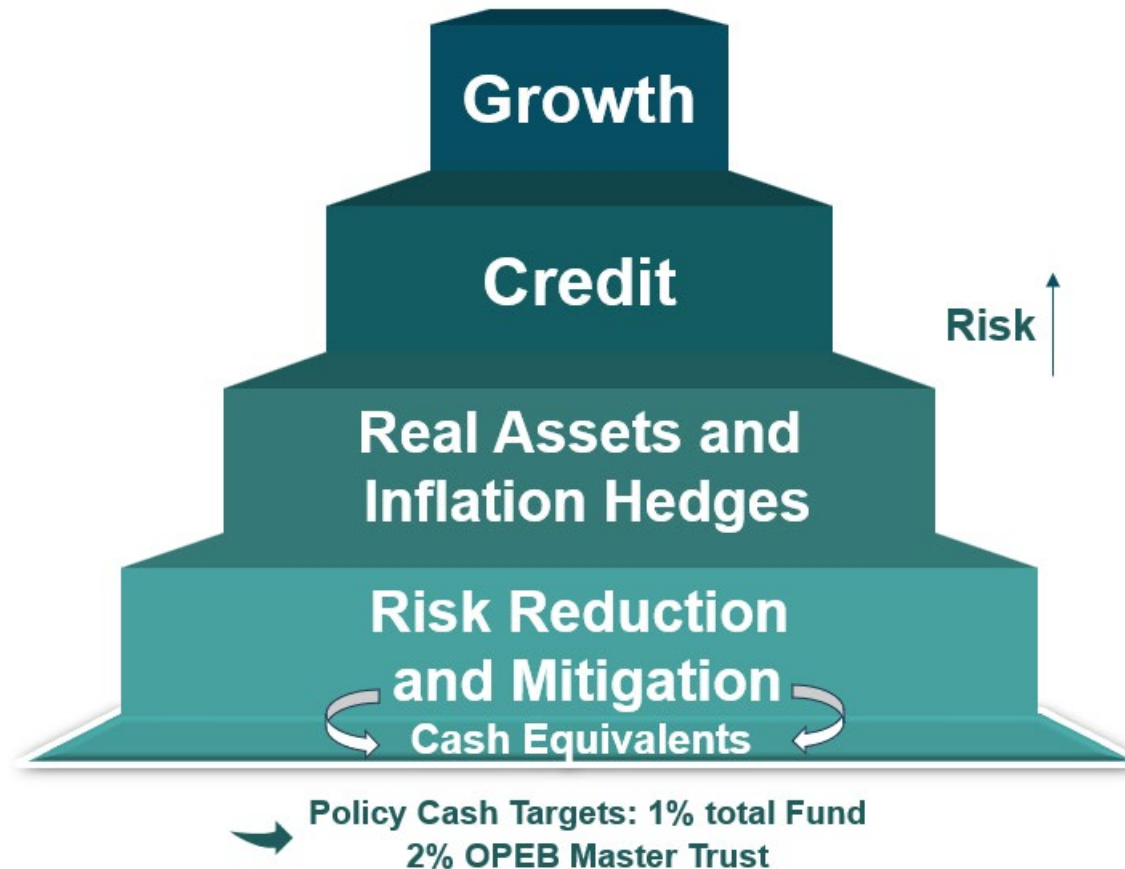 Growth
Credit
Risk
Real Assets and
Inflation Hedges
Risk Reduction
and Mitigation
Cash Equivalents
Policy Cash Targets: 1% total Fund
2% OPEB Master Trust